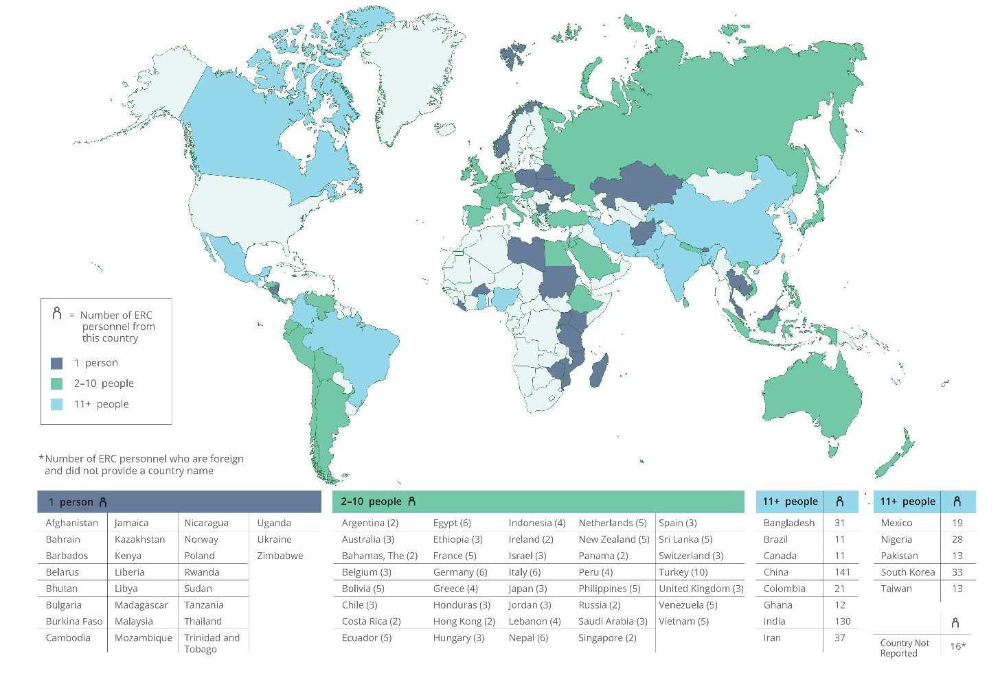 = Number of ERC
personnel from
this country
1 person
2–10 people
11+ people
*Number of ERC personnel who are foreign
and did not provide a country name
1 person
Afghanistan Jamaica Nicaragua Uganda
Bahrain Kazakhstan Norway Ukraine
Barbados Kenya Poland Zimbabwe
Belarus Liberia Rwanda
Bhutan Libya Sudan
Bulgaria Madagascar Tanzania
Burkina Faso Malaysia Thailand
Cambodia Mozambique Trinidad and
Tobago
2–10 people
Argentina (2) Egypt (6) Indonesia (4) Netherlands (5) Spain (3)
Australia (3) Ethiopia (3) Ireland (2) New Zealand (5) Sri Lanka (5)
Bahamas, The (2) France (5) Israel (3) Panama (2) Switzerland (3)
Belgium (3) Germany (6) Italy (6) Peru (4) Turkey (10)
Bolivia (5) Greece (4) Japan (3) Philippines (5) United Kingdom (3)
Chile (3) Honduras (3) Jordan (3) Russia (2) Venezuela (5)
Costa Rica (2) Hong Kong (2) Lebanon (4) Saudi Arabia (3) Vietnam (5)
Ecuador (5) Hungary (3) Nepal (6) Singapore (2)
11+ people
Bangladesh 31
Brazil 11
Canada 11
China 141
Colombia 21
Ghana 12
India 130
Iran 37
11+ people
Mexico 19
Nigeria 28
Pakistan 13
South Korea 33
Taiwan 13
Country Not
Reported 16*